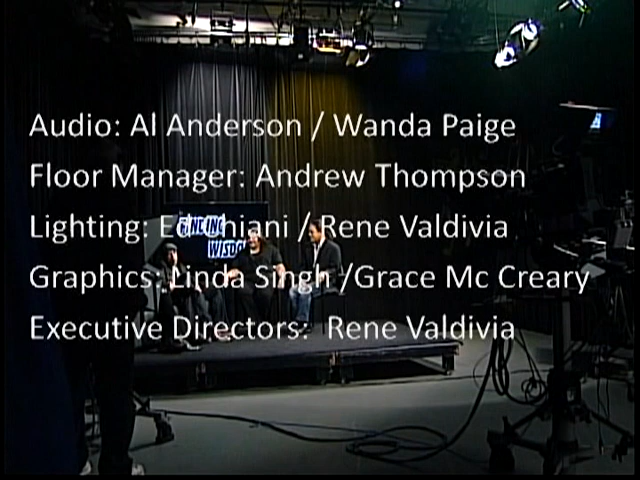 Audio: Al Anderson / Wanda Paige
Floor Manager: Andrew Thompson
Lighting: Ed / Rene Valdivia
Graphics: Linda Singh /Grace Mc Creary
Executive Directors: Rene Valdivia